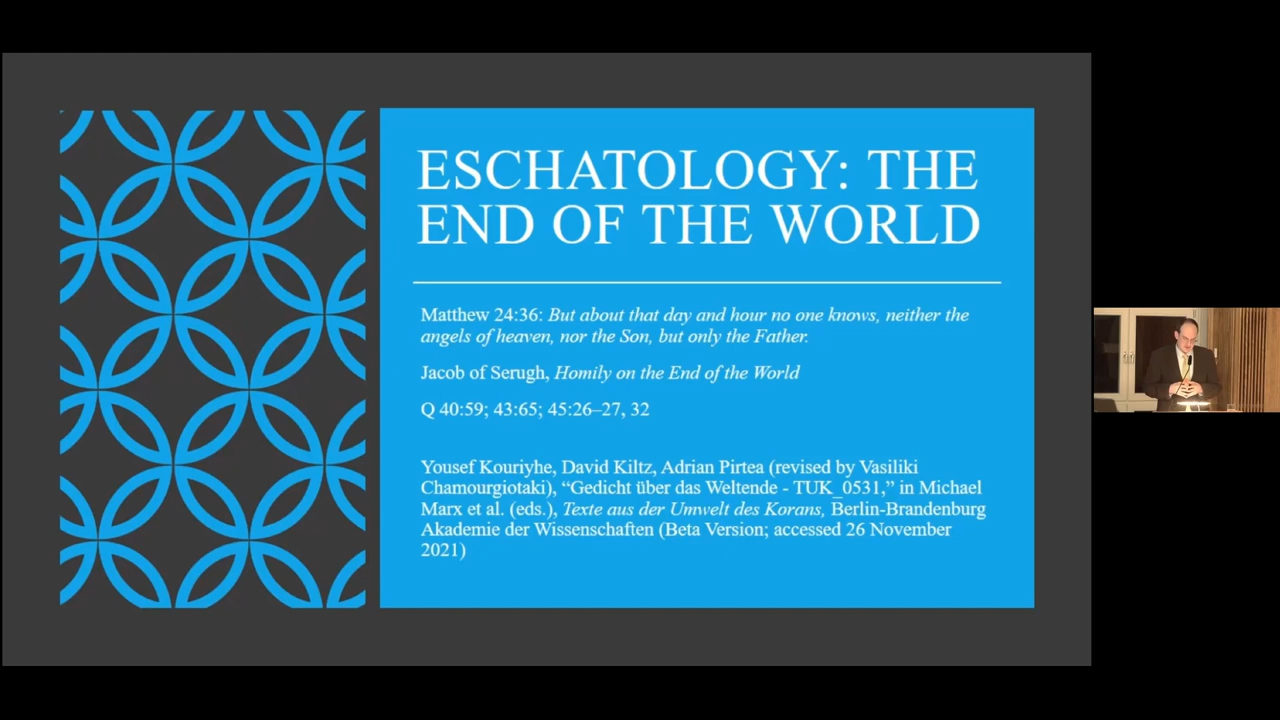 ESCHATOLOGY: THE
END OF THE WORLD
Matthew 24:36: But about that day and hour no one knows, neither the
angels of heaven, nor the Son, but only the Father.
Jacob of Serugh, Homily on the End of the World
Q 40:59; 43:65; 45:26–27, 32
Yousef Kouriyhe, David Kiltz, Adrian Pirtea (revised by Vasiliki
Chamourgiotaki), “Gedicht über das Weltende - TUK_0531,” in Michael
Marx et al. (eds.), Texte aus der Umwelt des Korans, Berlin-Brandenburg
Akademie der Wissenschaften (Beta Version; accessed 26 November
2021)